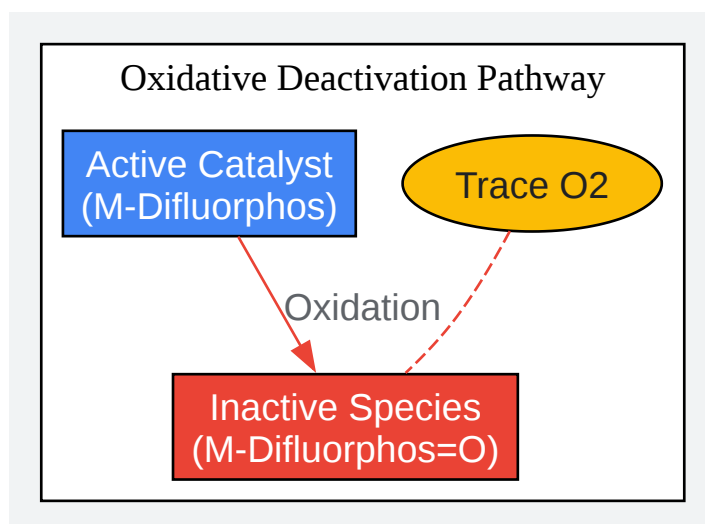 Oxidative Deactivation Pathway
Active Catalyst
(M-Difluorphos)
Trace O2
Oxidation
Inactive Species
(M-Difluorphos=O)